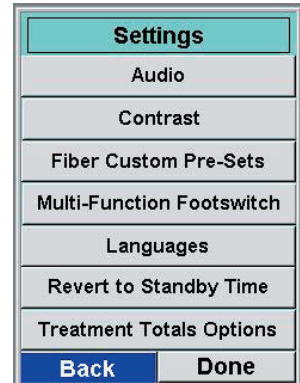 Settings
Audio
Contrast
Fiber Custom Pre-Sets
Multi-Function Footswitch
Languages
Revert to Standby Time
Treatment Totals Options
Back Done